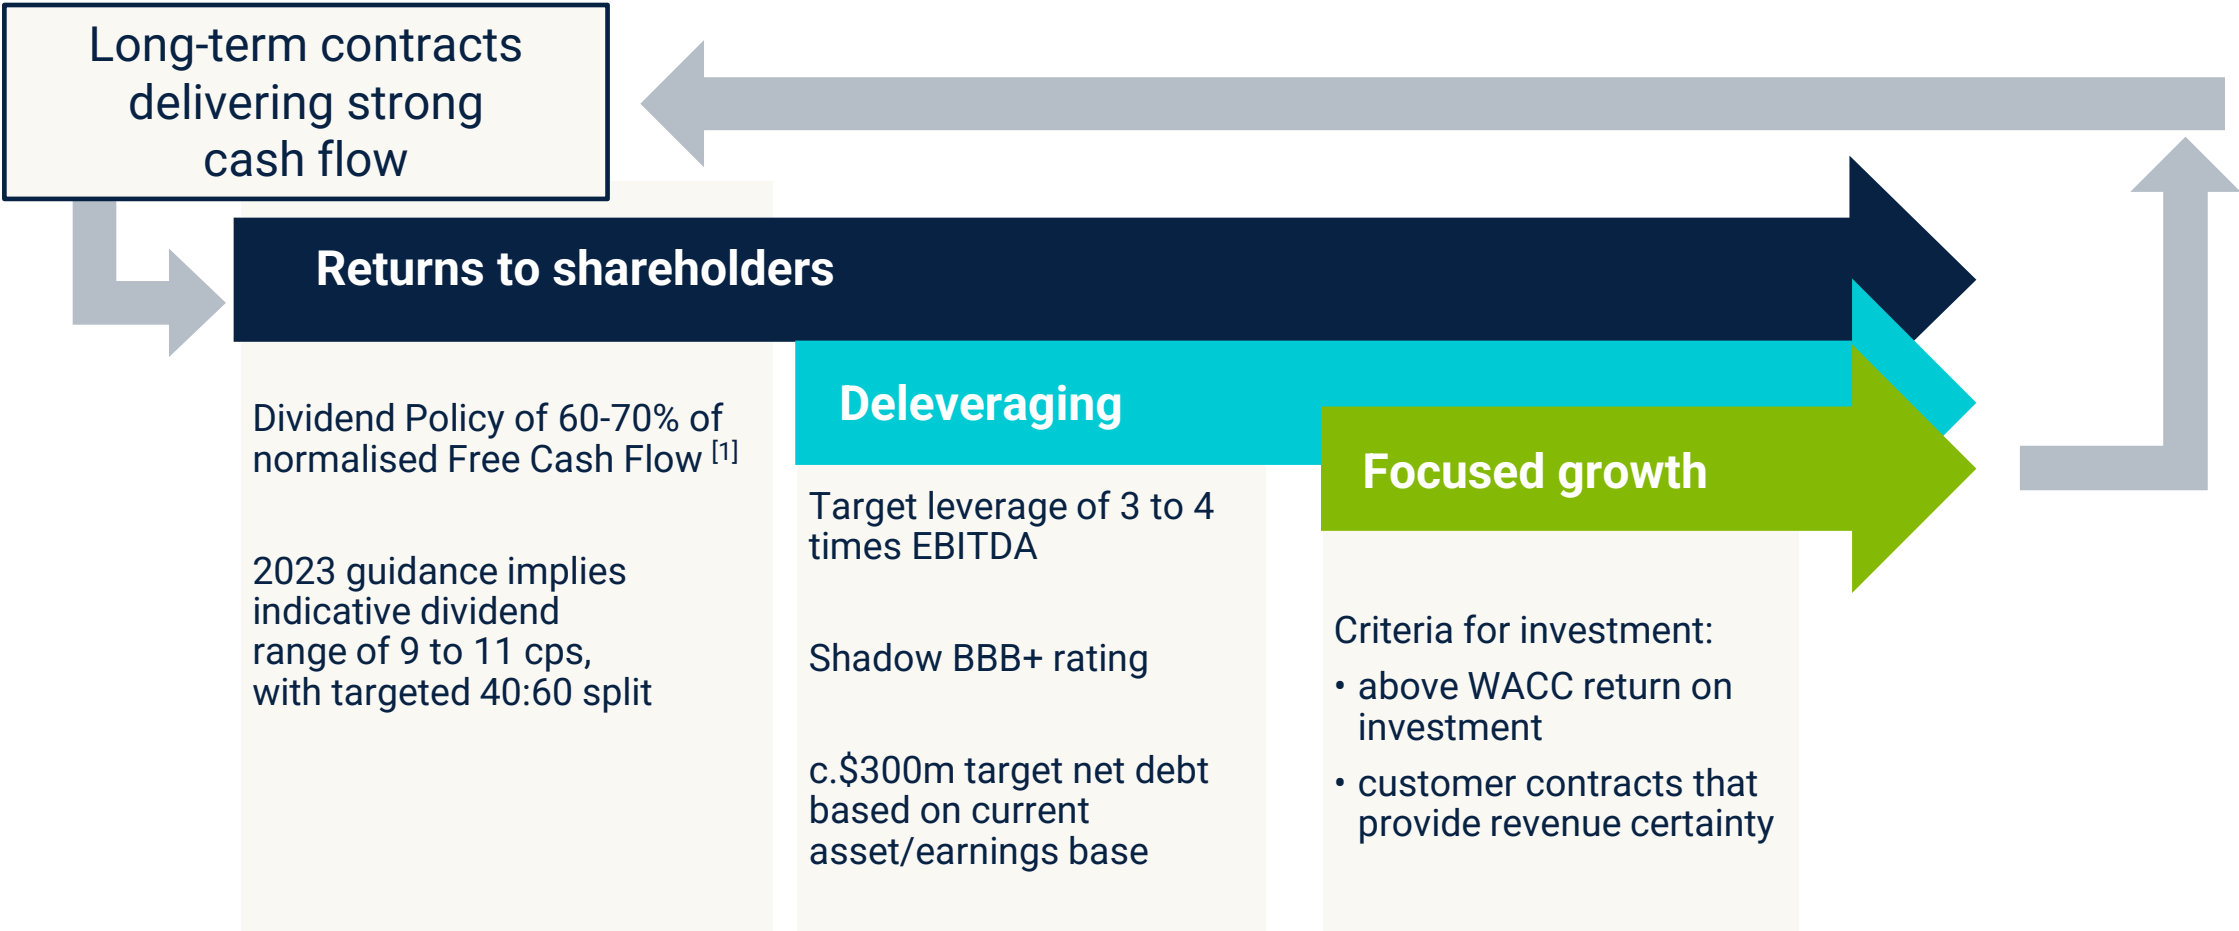 Long-term contracts
delivering strong
cash flow
Returns to shareholders
Dividend Policy of 60-70% of
normalised Free Cash Flow [1]
2023 guidance implies
indicative dividend
range of 9 to 11 cps,
with targeted 40:60 split
Deleveraging
Target leverage of 3 to 4
times EBITDA
Shadow BBB+ rating
c.$300m target net debt
based on current
asset/earnings base
Focused growth
Criteria for investment:
• above WACC return on
investment
• customer contracts that
provide revenue certainty